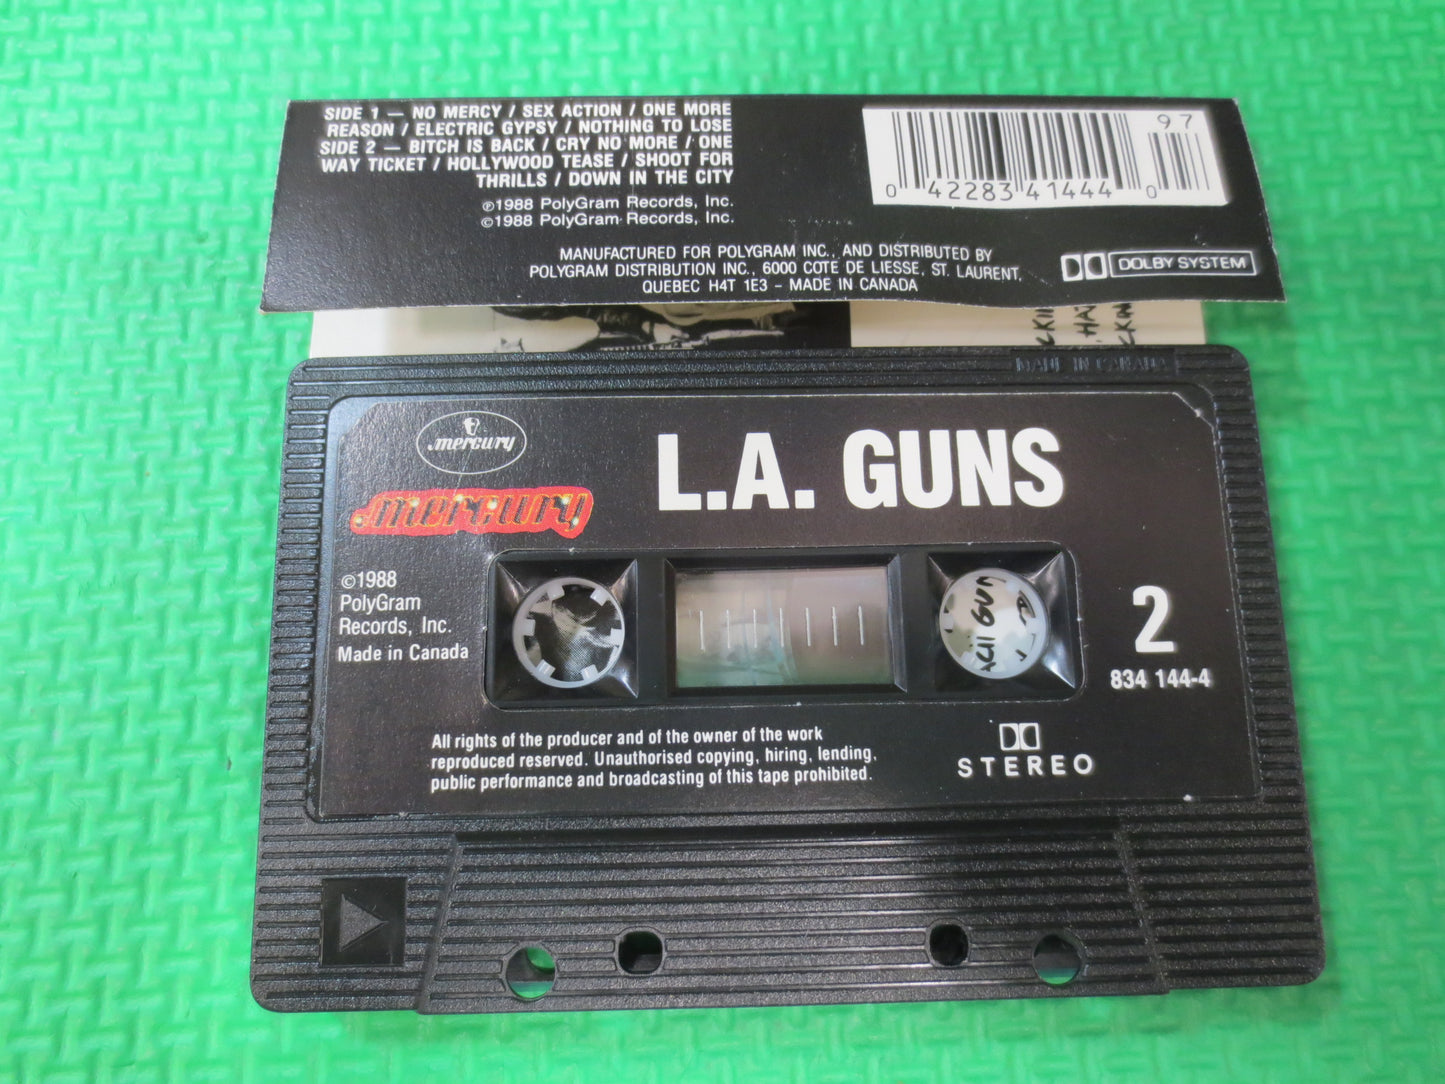 SIDE 1 — NO MERCY / SEX ACTION / ONE MORE
REASON / ELECTRIC GYPSY / NOTHING TO LOSE
SIDE 2 — BITCH IS BACK / CRY NO MORE / ONE
WAY TICKET / HOLLYWOOD TEASE / SHOOT FOR
THRILLS / DOWN IN THE CITY
℗1988 PolyGram Records, Inc.
©1988 PolyGram Records, Inc.
MANUFACTURED FOR POLYGRAM INC., AND DISTRIBUTED BY
POLYGRAM DISTRIBUTION INC., 6000 COTE DE LIESSE, ST. LAURENT,
QUEBEC H4T 1E3 - MADE IN CANADA
97
0 42283 41444 0
DOLBY SYSTEM
MADE IN CANADA
mercury
mercury
L.A. GUNS
©1988
PolyGram
Records, Inc.
Made in Canada
2
834 144-4
All rights of the producer and of the owner of the work
reproduced reserved. Unauthorised copying, hiring, lending,
public performance and broadcasting of this tape prohibited.
STEREO